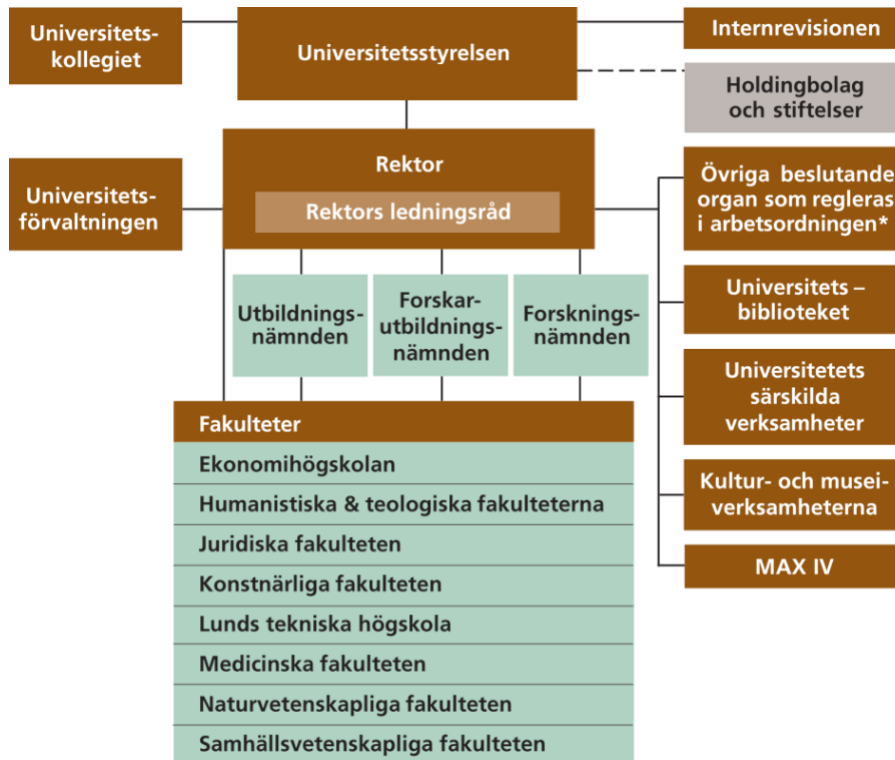 Universitets-
kollegiet
Universitetsstyrelsen
Internrevisionen
Holdingbolag
och stiftelser
Universitets-
förvaltningen
Rektor
Rektors ledningsråd
Övriga beslutande
organ som regleras
i arbetsordningen*
Utbildnings-
nämnden
Forskar-
utbildnings-
nämnden
Forsknings-
nämnden
Universitets –
biblioteket
Universitetets
särskilda
verksamheter
Kultur- och musei-
verksamheterna
MAX IV
Fakulteter
Ekonomihögskolan
Humanistiska & teologiska fakulteterna
Juridiska fakulteten
Konstnärliga fakulteten
Lunds tekniska högskola
Medicinska fakulteten
Naturvetenskapliga fakulteten
Samhällsvetenskapliga fakulteten